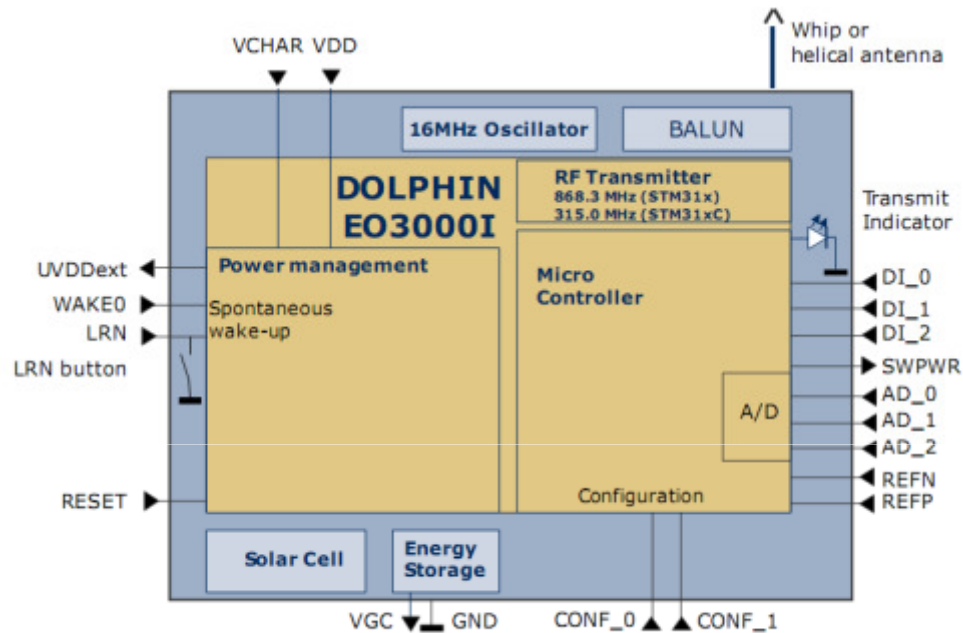 Whip or
helical antenna
VCHAR VDD
16MHz Oscillator
BALUN
DOLPHIN
EO3000I
RF Transmitter
868.3 MHz (STM31x)
315.0 MHz (STM31xC)
Transmit
Indicator
UVDDext
WAKE0
LRN
LRN button
RESET
Power management
Spontaneous
wake-up
Micro
Controller
A/D
Configuration
DI_0
DI_1
DI_2
SWPWR
AD_0
AD_1
AD_2
REFN
REFP
Solar Cell
Energy
Storage
VGC
GND
CONF_0
CONF_1